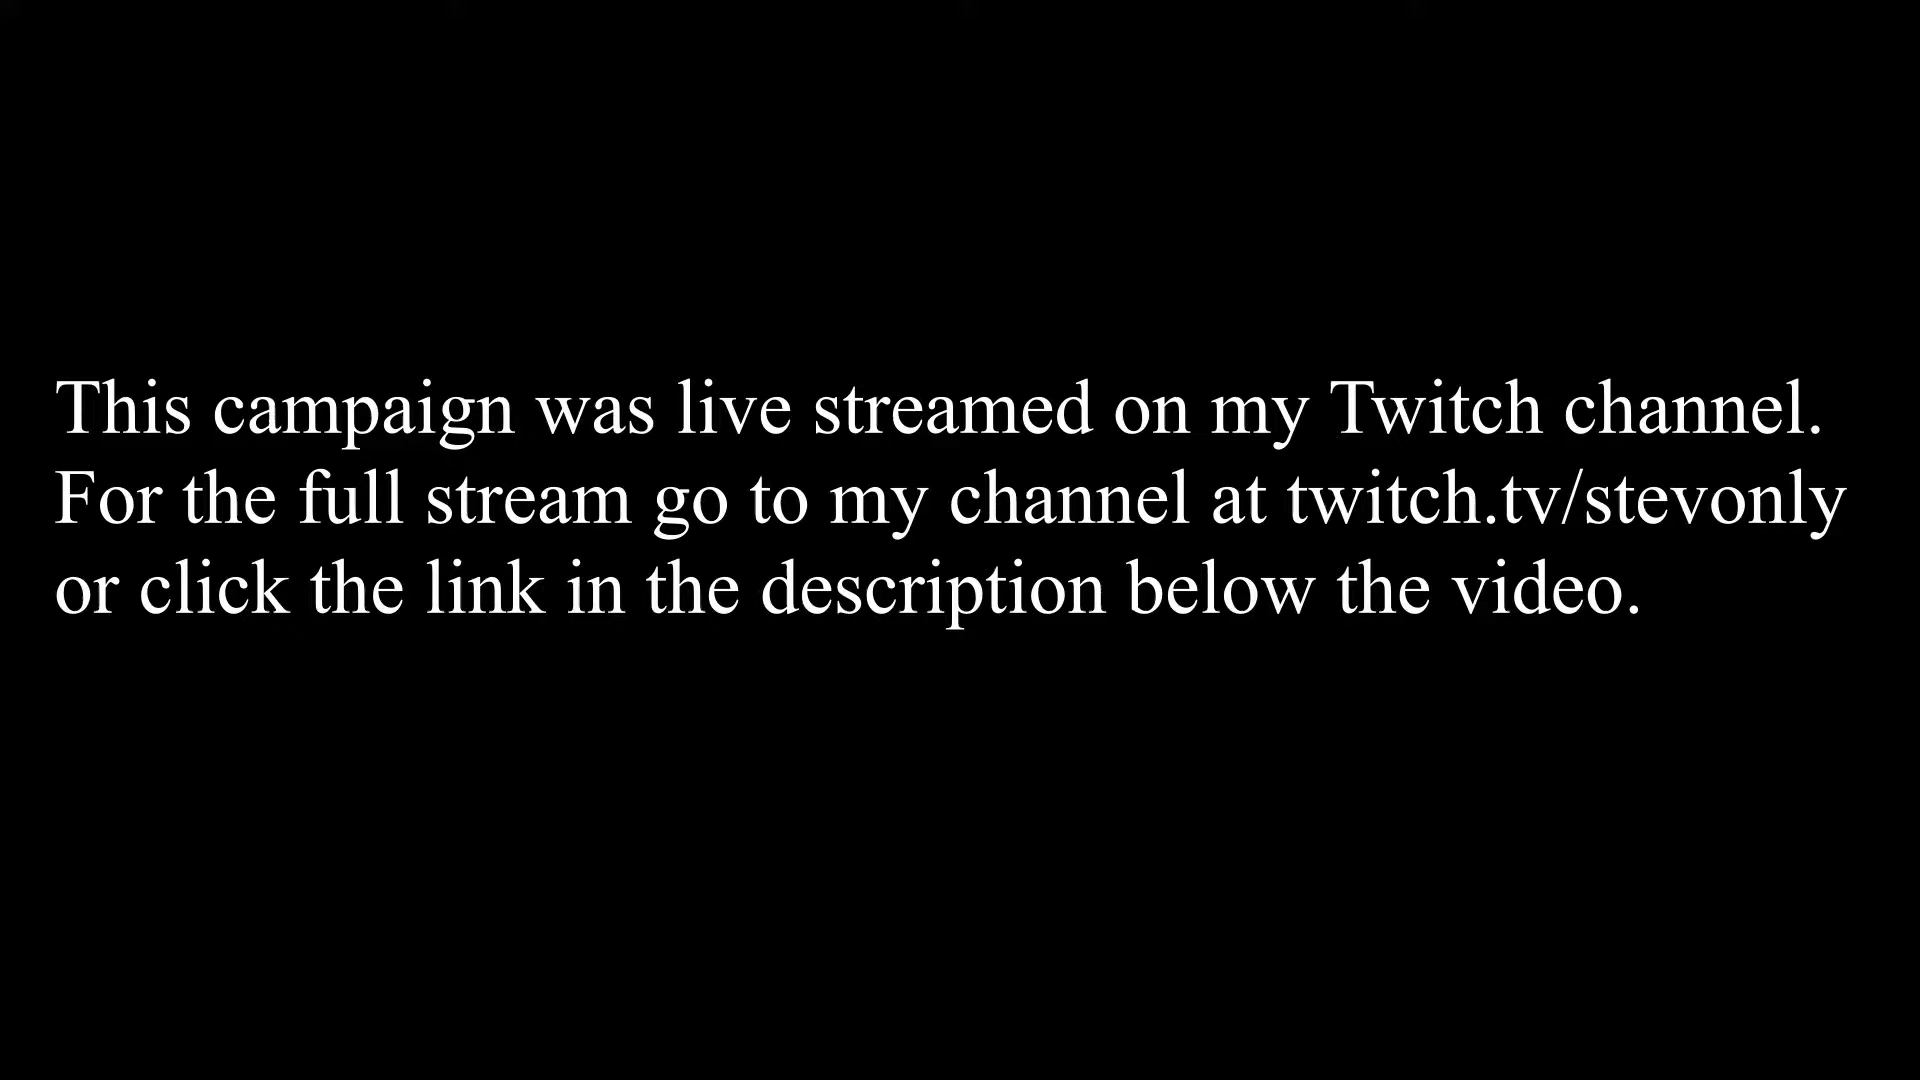 This campaign was live streamed on my Twitch channel.
For the full stream go to my channel at twitch.tv/stevonly
or click the link in the description below the video.